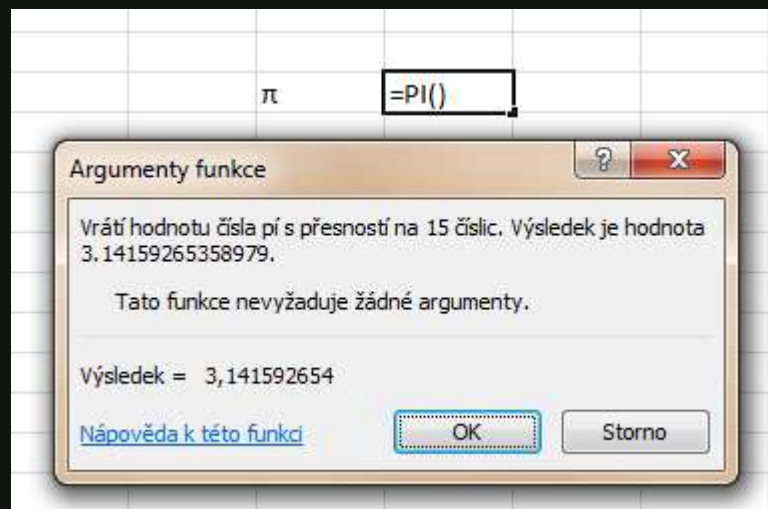 π =PI()
Argumenty funkce
Vrátí hodnotu čísla pí s přesností na 15 číslic. Výsledek je hodnota
3.14159265358979.
Tato funkce nevyžaduje žádné argumenty.
Výsledek = 3,141592654
Nápověda k této funkci OK Storno